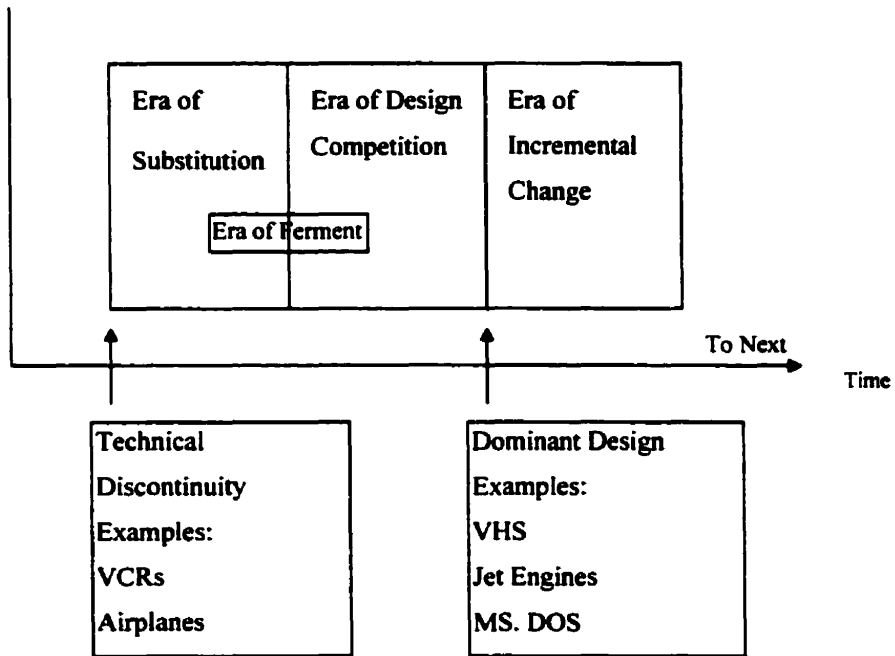 Era of
Substitution
Era of Design
Competition
Era of
Incremental
Change
Era of Ferment
To Next
Time
Technical
Discontinuity
Examples:
VCRs
Airplanes
Dominant Design
Examples:
VHS
Jet Engines
MS. DOS